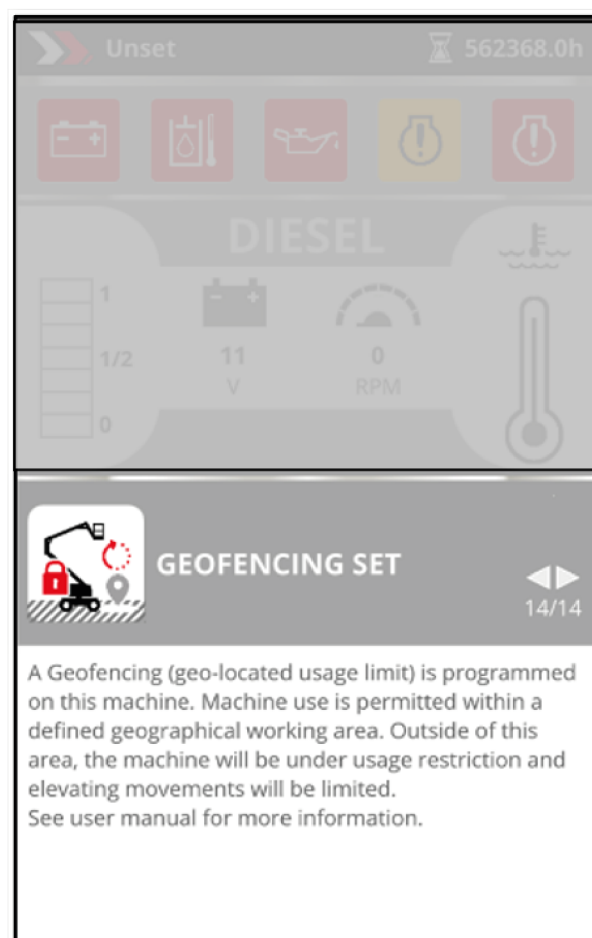 Unset
562368.0h
DIESEL
1
1/2
0
11
V
0
RPM
GEOFENCING SET
14/14
A Geofencing (geo-located usage limit) is programmed
on this machine. Machine use is permitted within a
defined geographical working area. Outside of this
area, the machine will be under usage restriction and
elevating movements will be limited.
See user manual for more information.